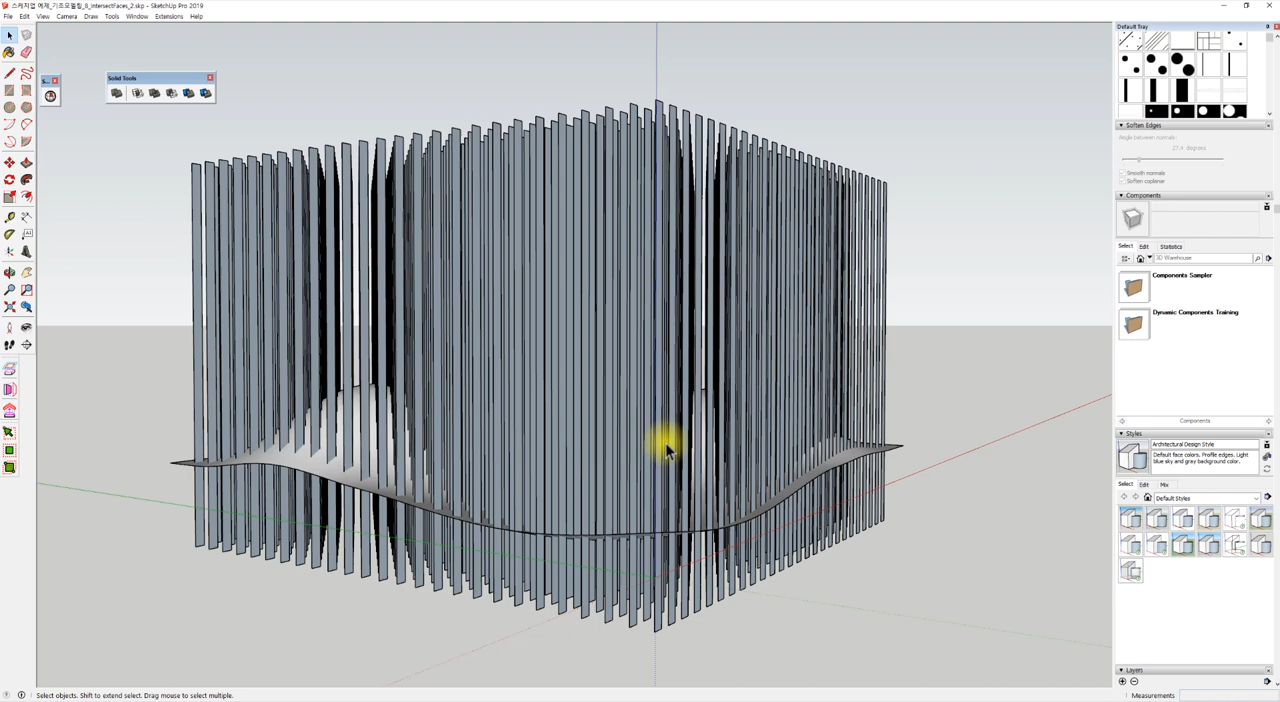 스케치업 예제_기초모델링_8_intersectFaces_2.skp - SketchUp Pro 2019
File Edit View Camera Draw Tools Window Extensions Help
Default Tray
S...
Solid Tools
Soften Edges
Angle between normals:
27.4 degrees
Smooth normals
Soften coplanar
Components
Select Edit Statistics
3D Warehouse
Components Sampler
Dynamic Components Training
Components
Styles
Architectural Design Style
Default face colors. Profile edges. Light
blue sky and gray background color.
Select Edit Mix
Default Styles
Layers
Select objects. Shift to extend select. Drag mouse to select multiple.
Measurements